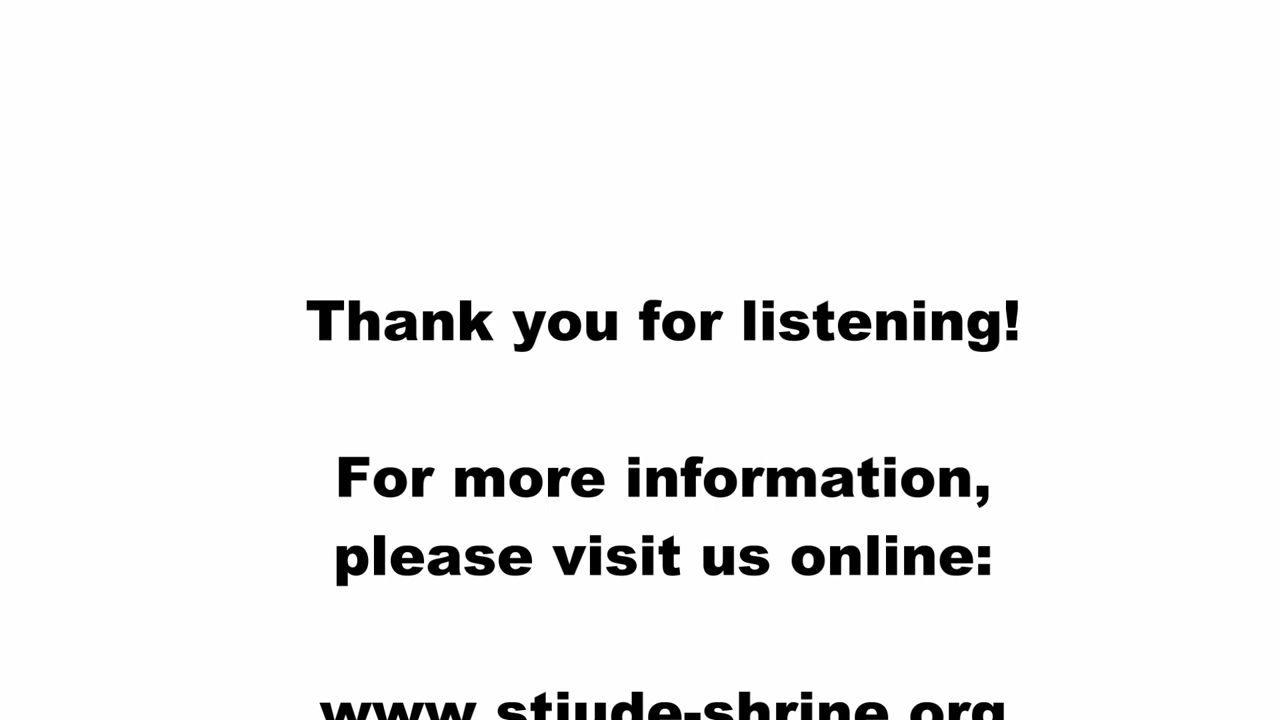 Thank you for listening!
For more information,
please visit us online:
www.stjude-shrine.org